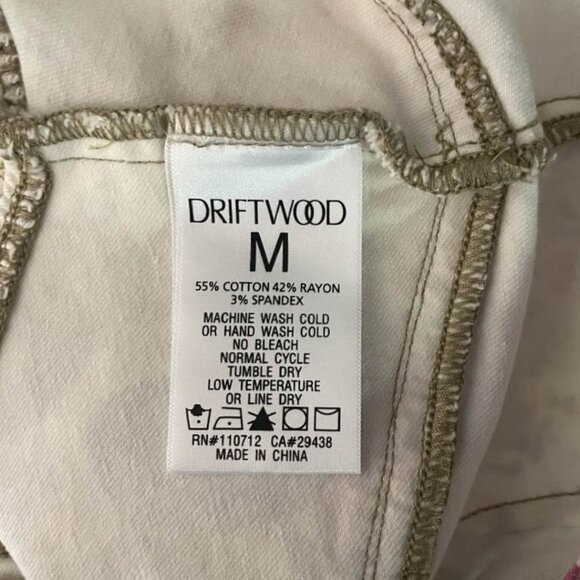 DRIFTWOOD
M
55% COTTON 42% RAYON
3% SPANDEX
MACHINE WASH COLD
OR HAND WASH COLD
NO BLEACH
NORMAL CYCLE
TUMBLE DRY
LOW TEMPERATURE
OR LINE DRY
RN#110712 CA#29438
MADE IN CHINA